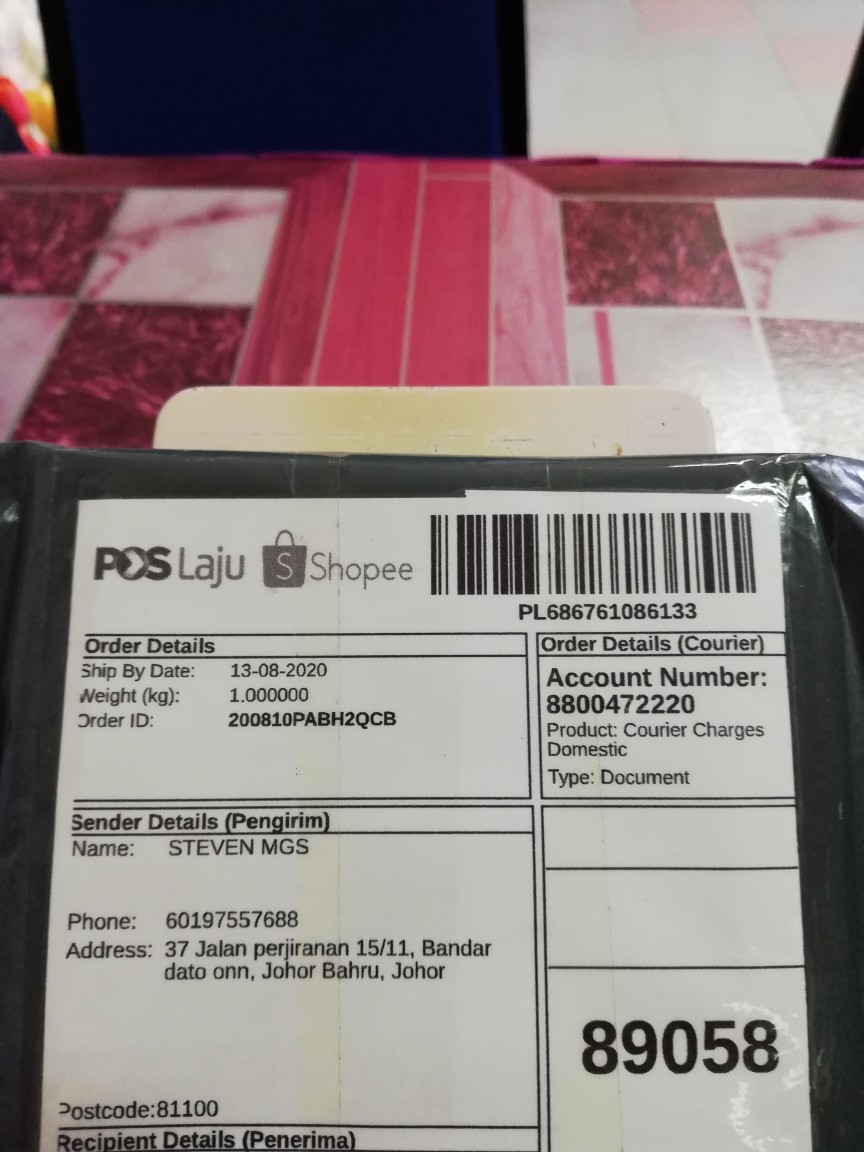 POS Laju S Shopee
PL686761086133
Order Details
Ship By Date: 13-08-2020
Weight (kg): 1.000000
Order ID: 200810PABH2QCB
Order Details (Courier)
Account Number:
8800472220
Product: Courier Charges
Domestic
Type: Document
Sender Details (Pengirim)
Name: STEVEN MGS
Phone: 60197557688
Address: 37 Jalan perjiranan 15/11, Bandar
dato onn, Johor Bahru, Johor
Postcode:81100
89058
Recipient Details (Penerima)